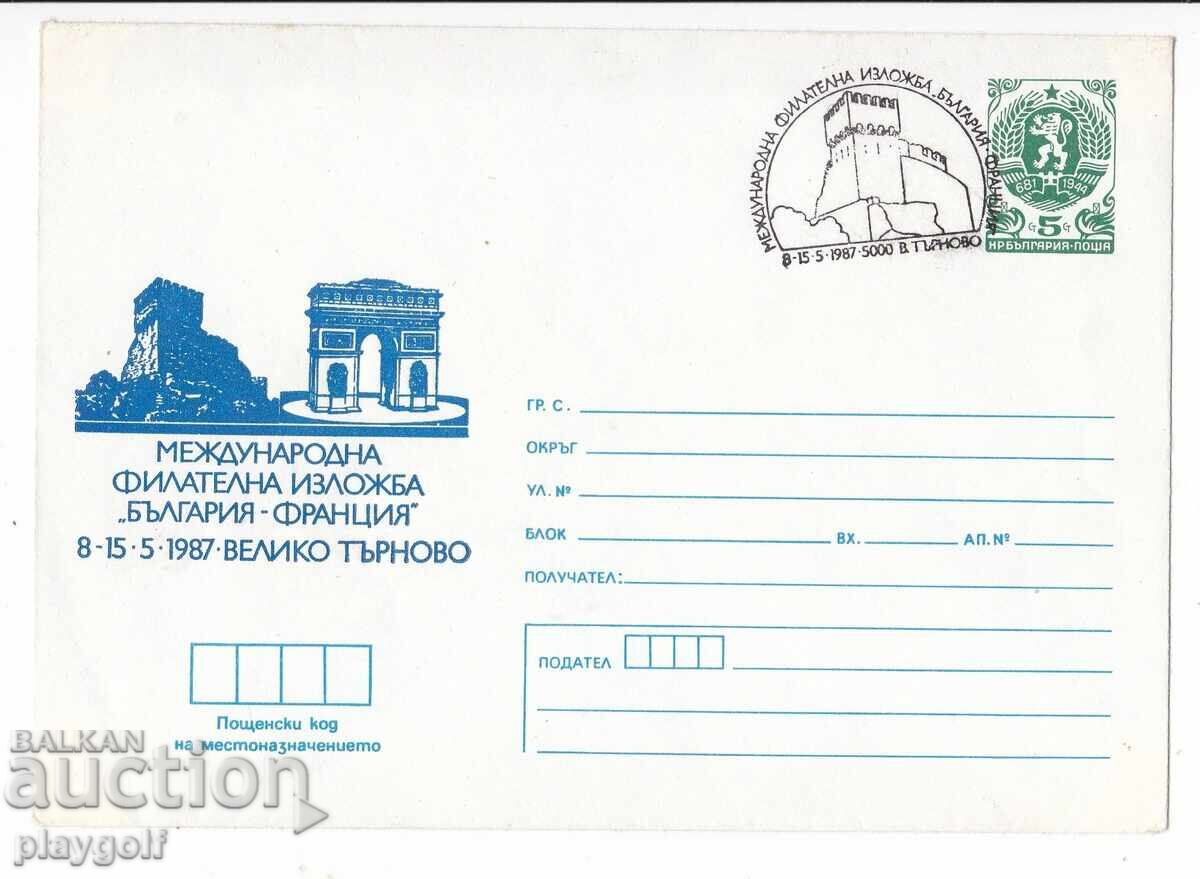 МЕЖДУНАРОДНА ФИЛАТЕЛНА ИЗЛОЖБА „БЪЛГАРИЯ-ФРАНЦИЯ“
8-15·5·1987·5000 В. ТЪРНОВО
681 1944
5
НРБЪЛГАРИЯ·ПОЩА
МЕЖДУНАРОДНА
ФИЛАТЕЛНА ИЗЛОЖБА
„БЪЛГАРИЯ-ФРАНЦИЯ“
8-15·5·1987·ВЕЛИКО ТЪРНОВО
ГР. С.
ОКРЪГ
УЛ. №
БЛОК ВХ. АП. №
ПОЛУЧАТЕЛ:
ПОДАТЕЛ
Пощенски код
на местоназначението
BALKAN
auction
playgolf